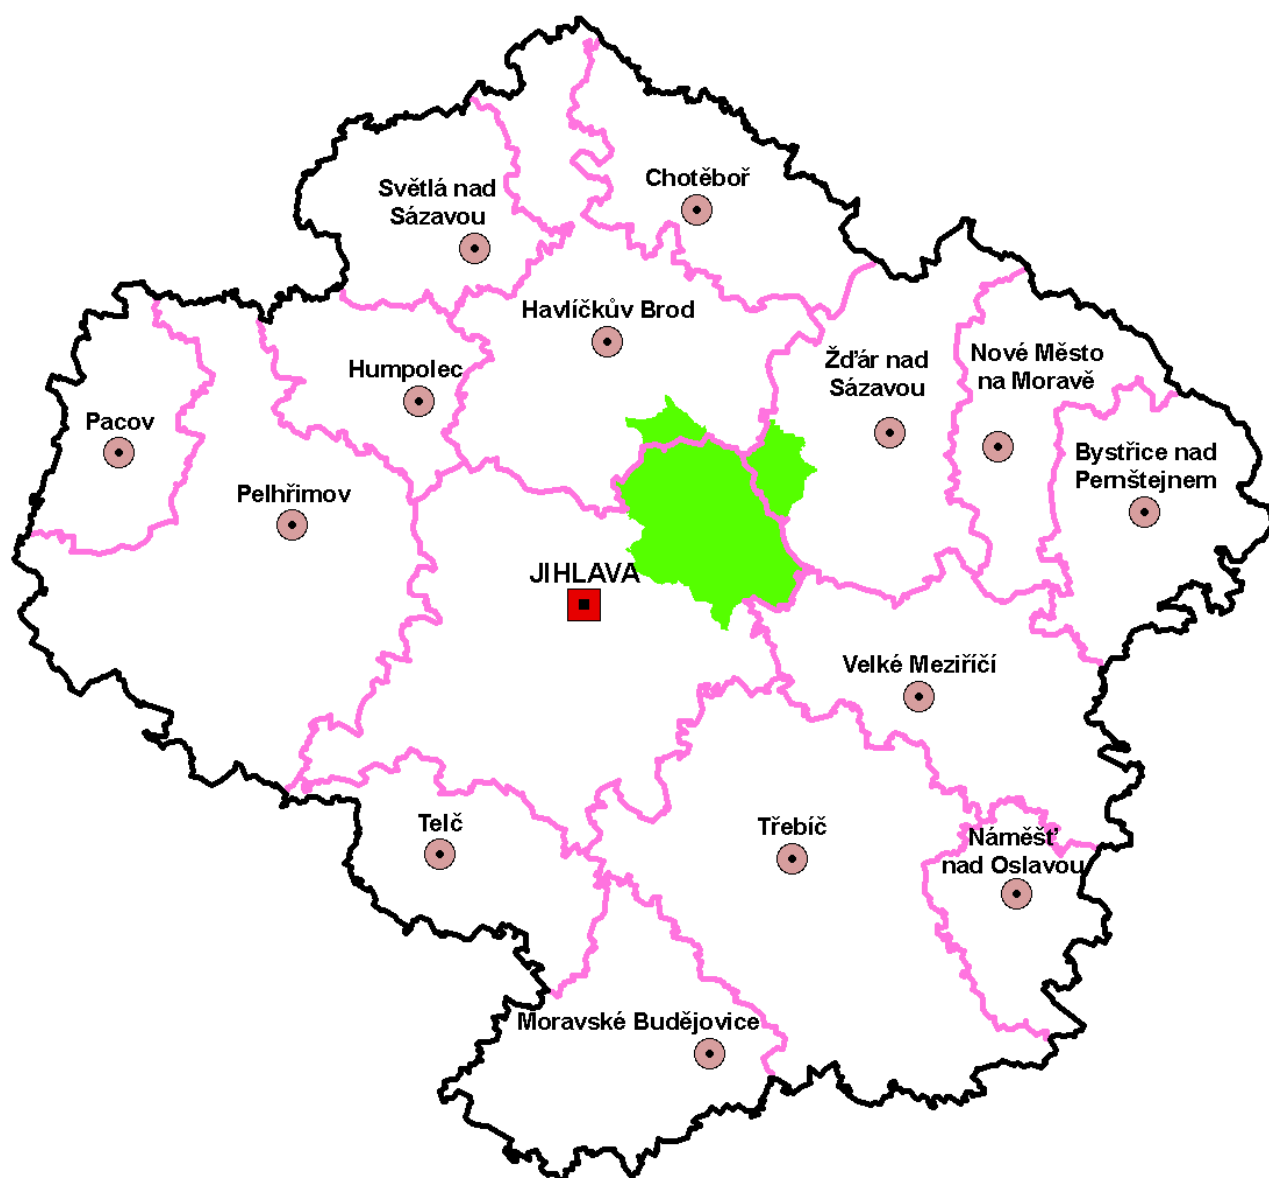 Chotěboř
Světlá nad
Sázavou
Havlíčkův Brod
Žďár nad
Sázavou
Nové Město
na Moravě
Humpolec
Pacov
Bystřice nad
Pernštejnem
Pelhřimov
JIHLAVA
Velké Meziříčí
Telč
Třebíč
Náměšť
nad Oslavou
Moravské Budějovice